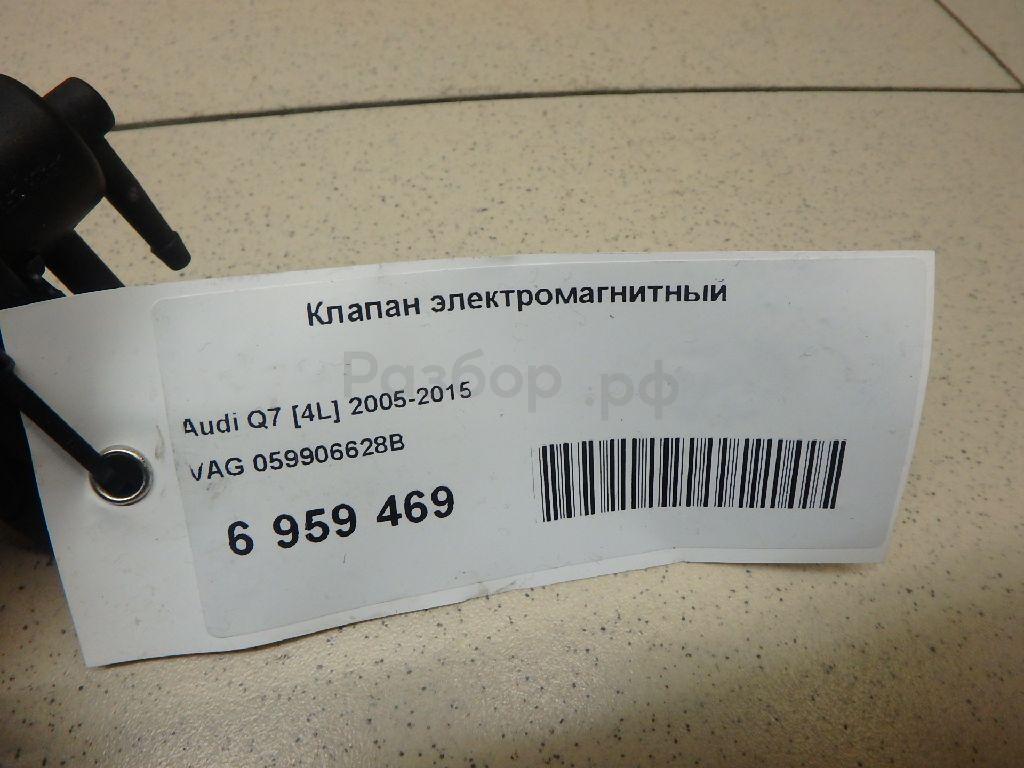 Клапан электромагнитный
Разбор.рф
Audi Q7 [4L] 2005-2015
VAG 059906628B
6 959 469